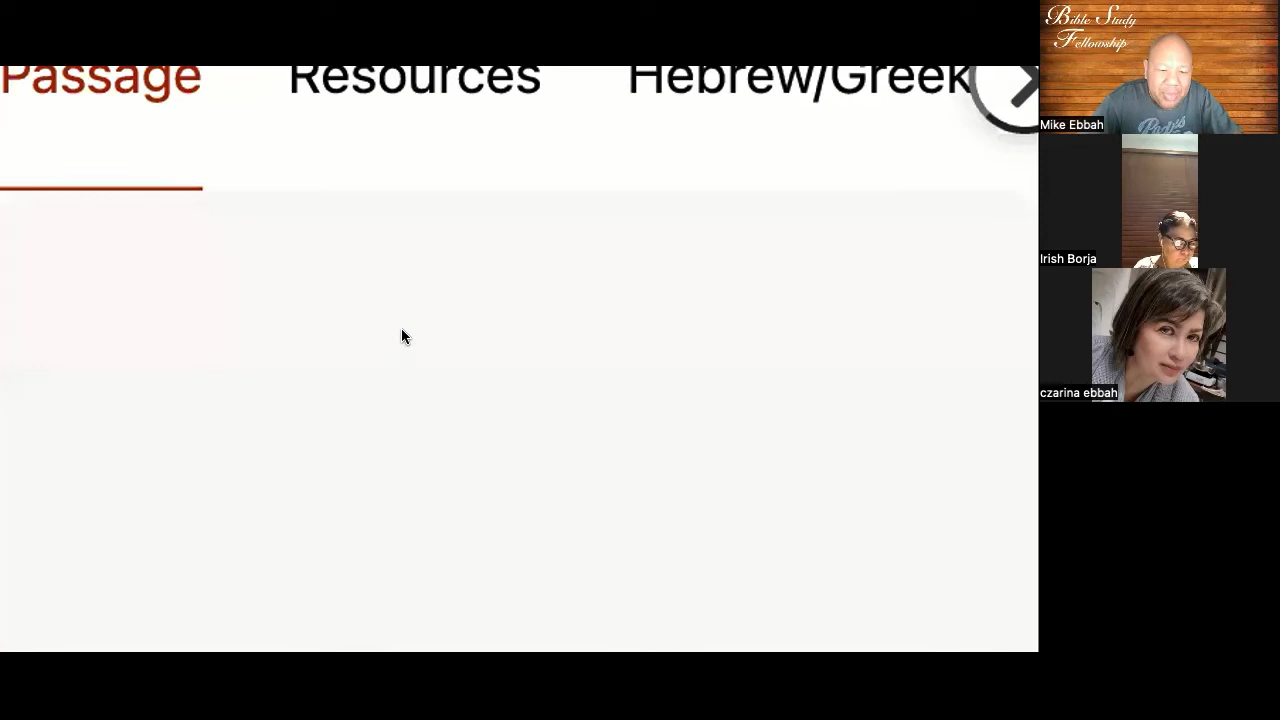 Passage Resources Hebrew/Greek
Bible Study
Fellowship
Mike Ebbah
Irish Borja
czarina ebbah